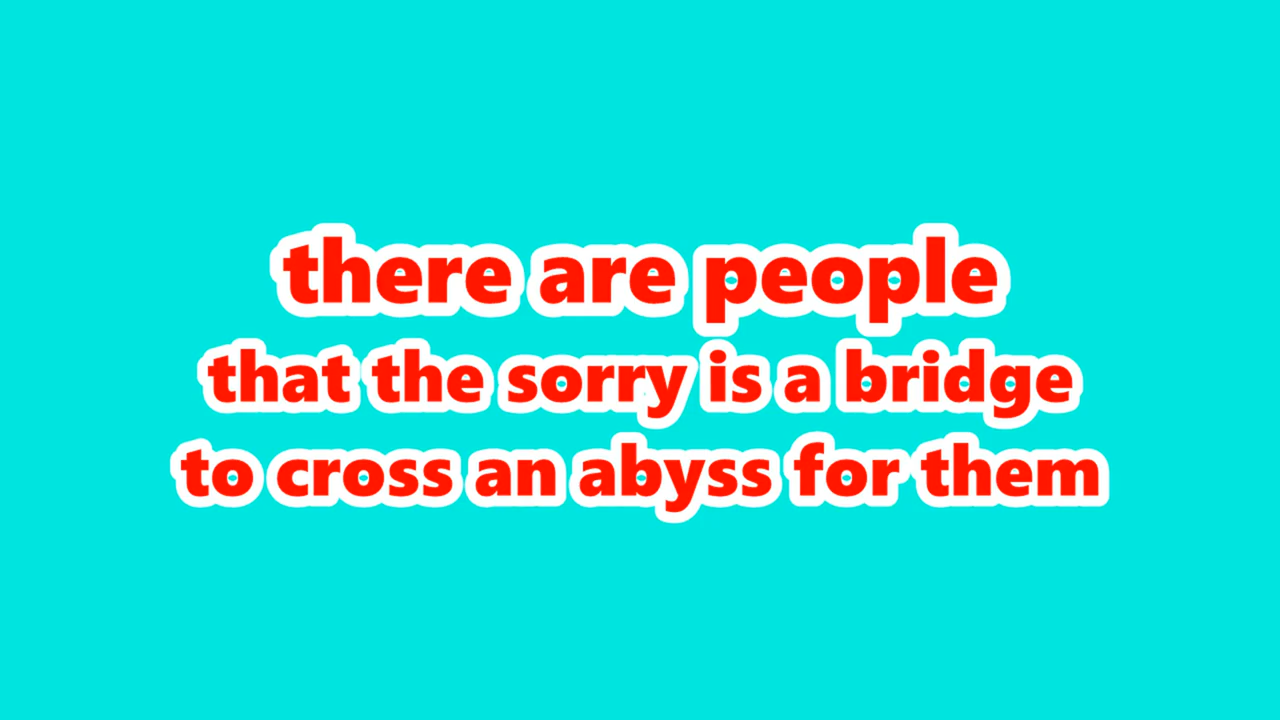 there are people
that the sorry is a bridge
to cross an abyss for them